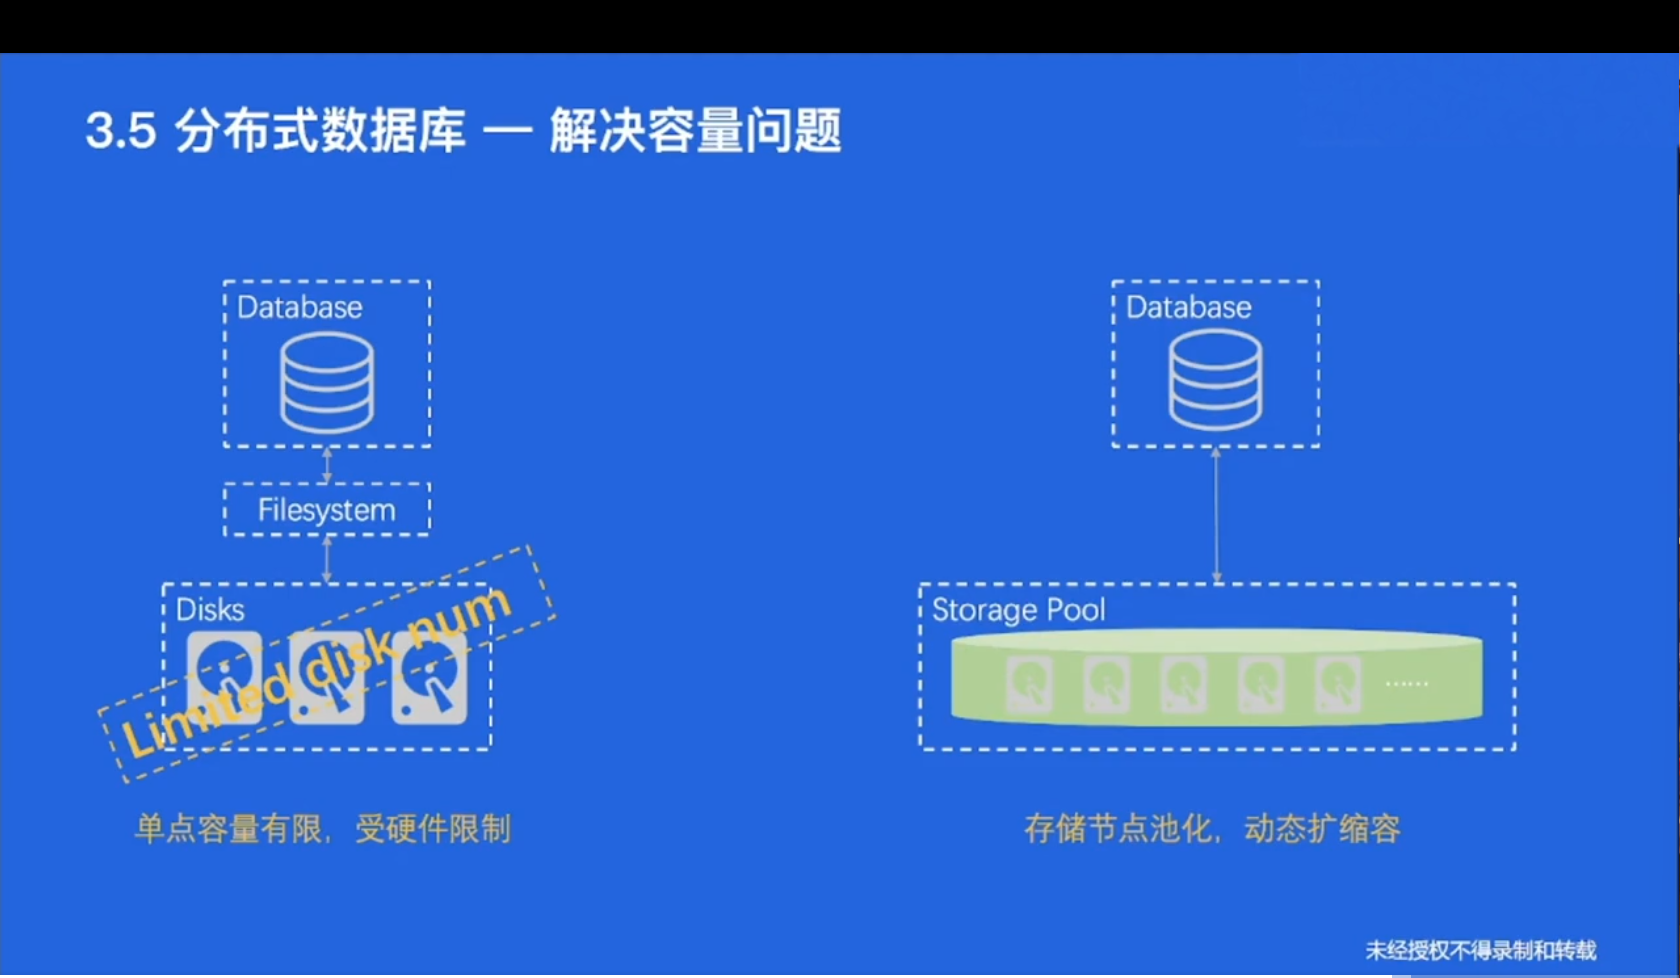 3.5 分布式数据库 — 解决容量问题
Database
Filesystem
Disks
Limited disk num
单点容量有限，受硬件限制
Database
Storage Pool
······
存储节点池化，动态扩缩容
未经授权不得录制和转载